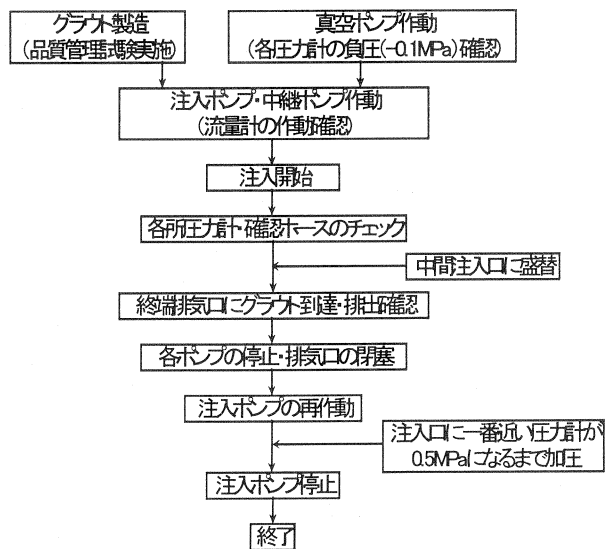 グラウト製造
(品質管理試験実施)
真空ポンプ作動
(各圧力計の負圧(-0.1MPa)確認)
注入ポンプ・中継ポンプ作動
(流量計の作動確認)
注入開始
各所圧力計・確認ホースのチェック
中間注入口に盛替
終端排気口にグラウト到達・排出確認
各ポンプの停止・排気口の閉塞
注入ポンプの再作動
注入口に一番近い圧力計が
0.5MPaになるまで加圧
注入ポンプ停止
終了